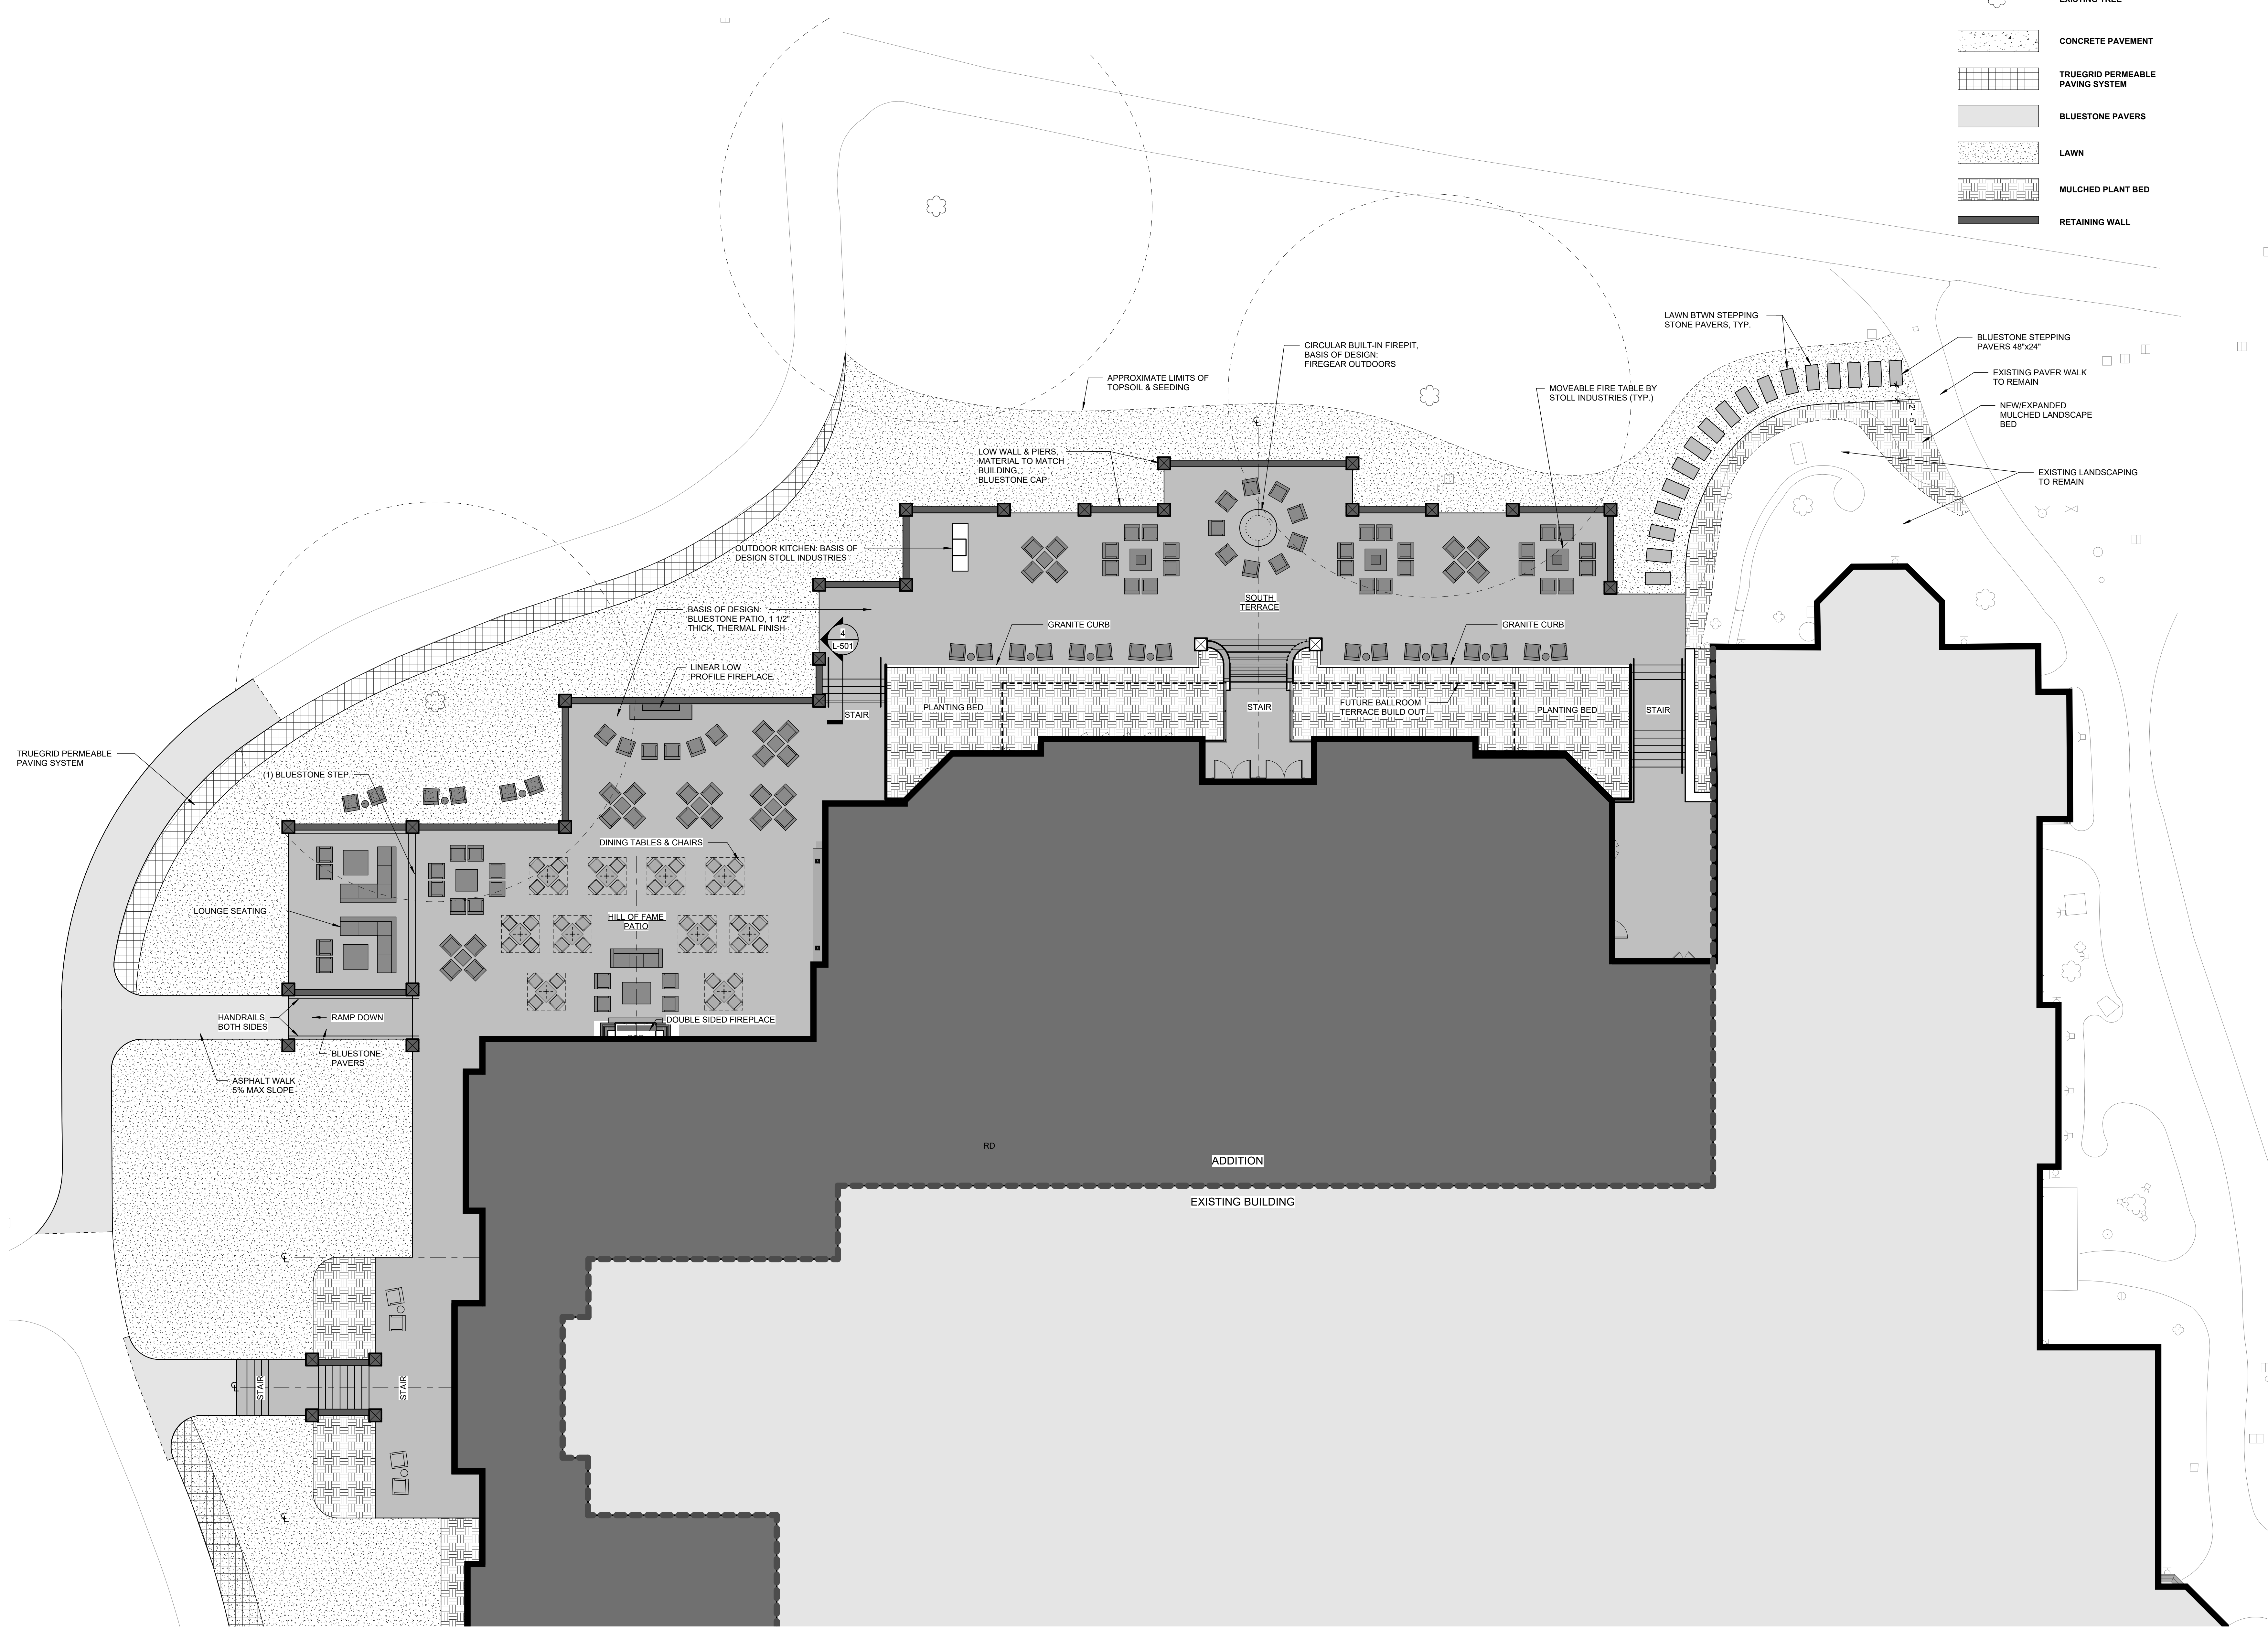 EXISTING TREE
CONCRETE PAVEMENT
TRUEGRID PERMEABLE
PAVING SYSTEM
BLUESTONE PAVERS
LAWN
MULCHED PLANT BED
RETAINING WALL
LAWN BTWN STEPPING
STONE PAVERS, TYP.
BLUESTONE STEPPING
PAVERS 48"x24"
CIRCULAR BUILT-IN FIREPIT,
BASIS OF DESIGN:
FIREGEAR OUTDOORS
EXISTING PAVER WALK
TO REMAIN
APPROXIMATE LIMITS OF
TOPSOIL & SEEDING
MOVEABLE FIRE TABLE BY
STOLL INDUSTRIES (TYP.)
NEW/EXPANDED
MULCHED LANDSCAPE
BED
2' - 5"
LOW WALL & PIERS,
MATERIAL TO MATCH
BUILDING,
BLUESTONE CAP
EXISTING LANDSCAPING
TO REMAIN
OUTDOOR KITCHEN: BASIS OF
DESIGN STOLL INDUSTRIES
SOUTH
TERRACE
BASIS OF DESIGN:
BLUESTONE PATIO, 1 1/2"
THICK, THERMAL FINISH
4
L-501
GRANITE CURB
GRANITE CURB
LINEAR LOW
PROFILE FIREPLACE
STAIR
PLANTING BED
STAIR
FUTURE BALLROOM
TERRACE BUILD OUT
PLANTING BED
STAIR
TRUEGRID PERMEABLE
PAVING SYSTEM
(1) BLUESTONE STEP
DINING TABLES & CHAIRS
LOUNGE SEATING
HILL OF FAME
PATIO
HANDRAILS
BOTH SIDES
RAMP DOWN
DOUBLE SIDED FIREPLACE
BLUESTONE
PAVERS
ASPHALT WALK
5% MAX SLOPE
RD
ADDITION
EXISTING BUILDING
STAIR
STAIR